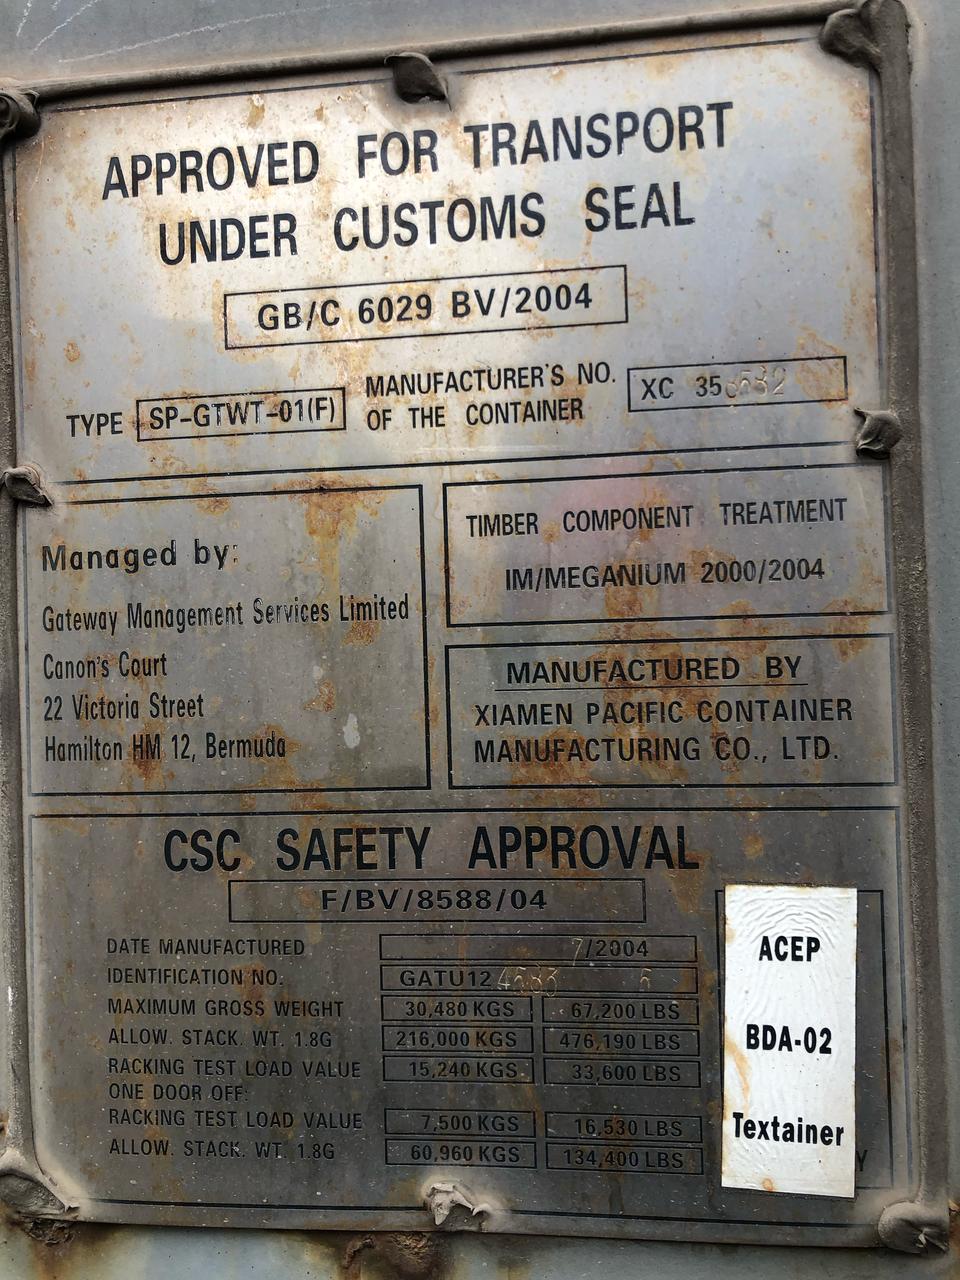 APPROVED FOR TRANSPORT
UNDER CUSTOMS SEAL
GB/C 6029 BV/2004
TYPE SP-GTWT-01(F)
MANUFACTURER'S NO.
OF THE CONTAINER
XC
Managed by:
Gateway Management Services Limited
Canon's Court
22 Victoria Street
Hamilton HM 12, Bermuda
TIMBER COMPONENT TREATMENT
IM/MEGANIUM 2000/2004
MANUFACTURED BY
XIAMEN PACIFIC CONTAINER
MANUFACTURING CO., LTD.
CSC SAFETY APPROVAL
F/BV/8588/04
DATE MANUFACTURED 7/2004
IDENTIFICATION NO:
MAXIMUM GROSS WEIGHT 30,480 KGS 67,200 LBS
ALLOW. STACK. WT. 1.8G 216,000 KGS 476,190 LBS
RACKING TEST LOAD VALUE 15,240 KGS 33,600 LBS
ONE DOOR OFF:
RACKING TEST LOAD VALUE 7,500 KGS 16,530 LBS
ALLOW. STACK. WT. 1.8G 60,960 KGS 134,400 LBS
ACEP
BDA-02
Textainer